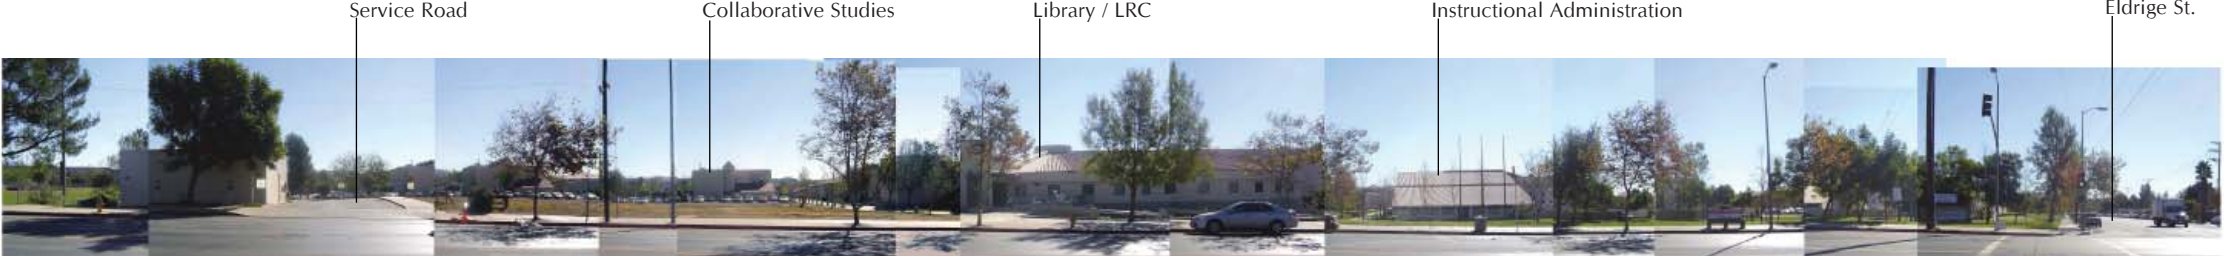 Service Road
Collaborative Studies
Library / LRC
Instructional Administration
Eldrige St.